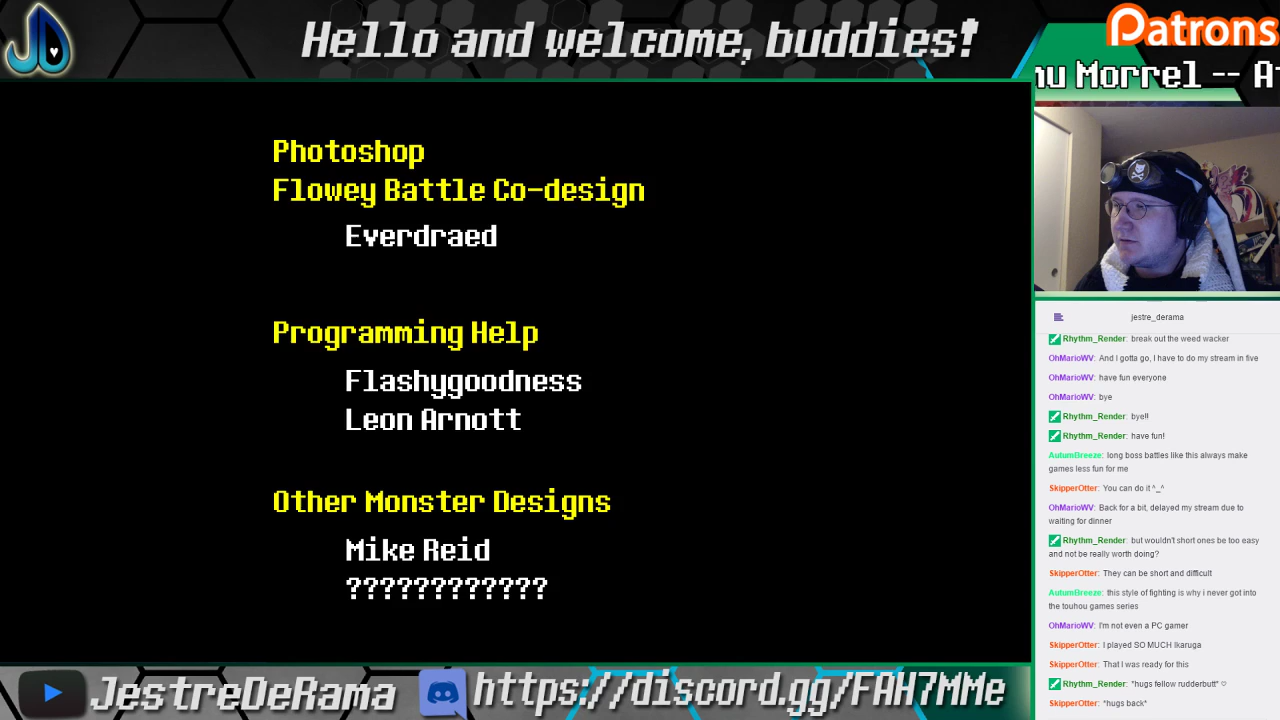 Hello and welcome, buddies!
Patrons
nu Morrel -- A
Photoshop
Flowey Battle Co-design
Everdraed
Programming Help
Flashygoodness
Leon Arnott
Other Monster Designs
Mike Reid
????????????
jestre_derama
Rhythm_Render: break out the weed wacker
OhMarioWV: And I gotta go, I have to do my stream in five
OhMarioWV: have fun everyone
OhMarioWV: bye
Rhythm_Render: bye!!
Rhythm_Render: have fun!
AutumBreeze: long boss battles like this always make
games less fun for me
SkipperOtter: You can do it ^_^
OhMarioWV: Back for a bit, delayed my stream due to
waiting for dinner
Rhythm_Render: but wouldn't short ones be too easy
and not be really worth doing?
SkipperOtter: They can be short and difficult
AutumBreeze: this style of fighting is why i never got into
the touhou games series
OhMarioWV: I'm not even a PC gamer
SkipperOtter: I played SO MUCH Ikaruga
SkipperOtter: That I was ready for this
Rhythm_Render: *hugs fellow rudderbutt* ♡
SkipperOtter: *hugs back*
JestreDeRama
https://discord.gg/FAH7MMe